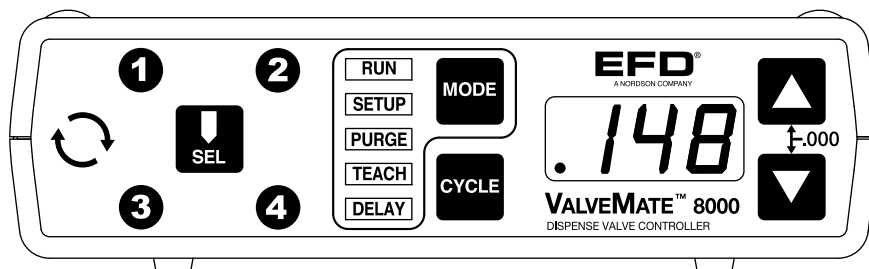 1 2
SEL
3 4
RUN
SETUP
PURGE
TEACH
DELAY
MODE
CYCLE
EFD®
A NORDSON COMPANY
.148
VALVEMATE™ 8000
DISPENSE VALVE CONTROLLER
.000